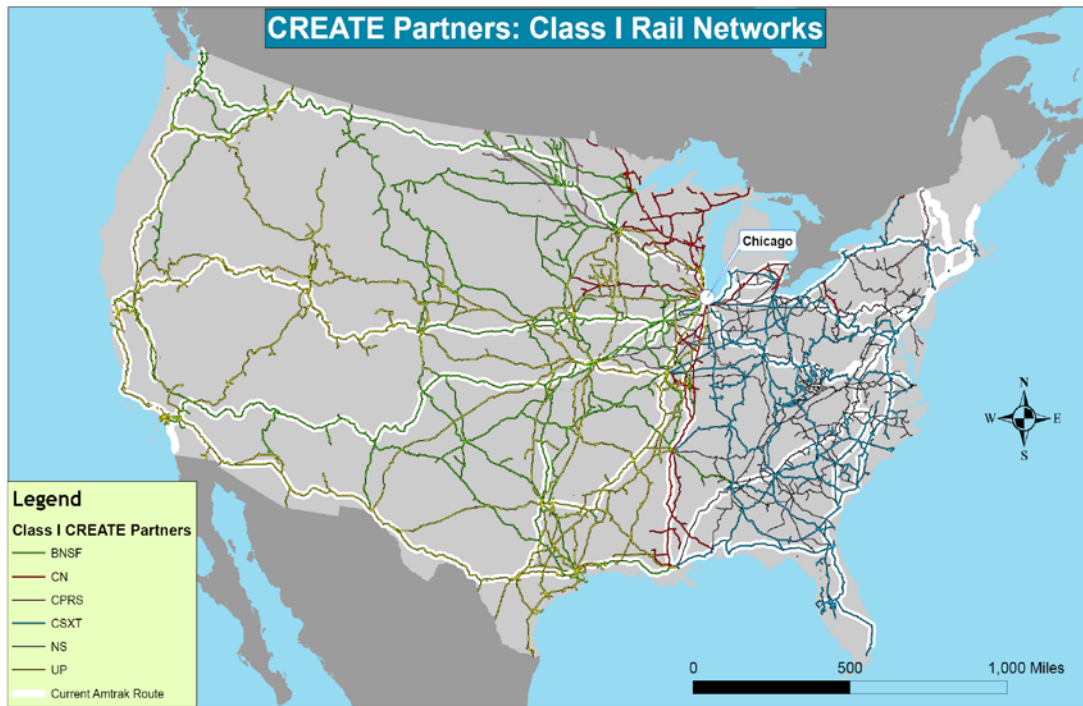 CREATE Partners: Class I Rail Networks
Chicago
N
W E
S
Legend
Class I CREATE Partners
BNSF
CN
CPRS
CSXT
NS
UP
Current Amtrak Route
0 500 1,000 Miles